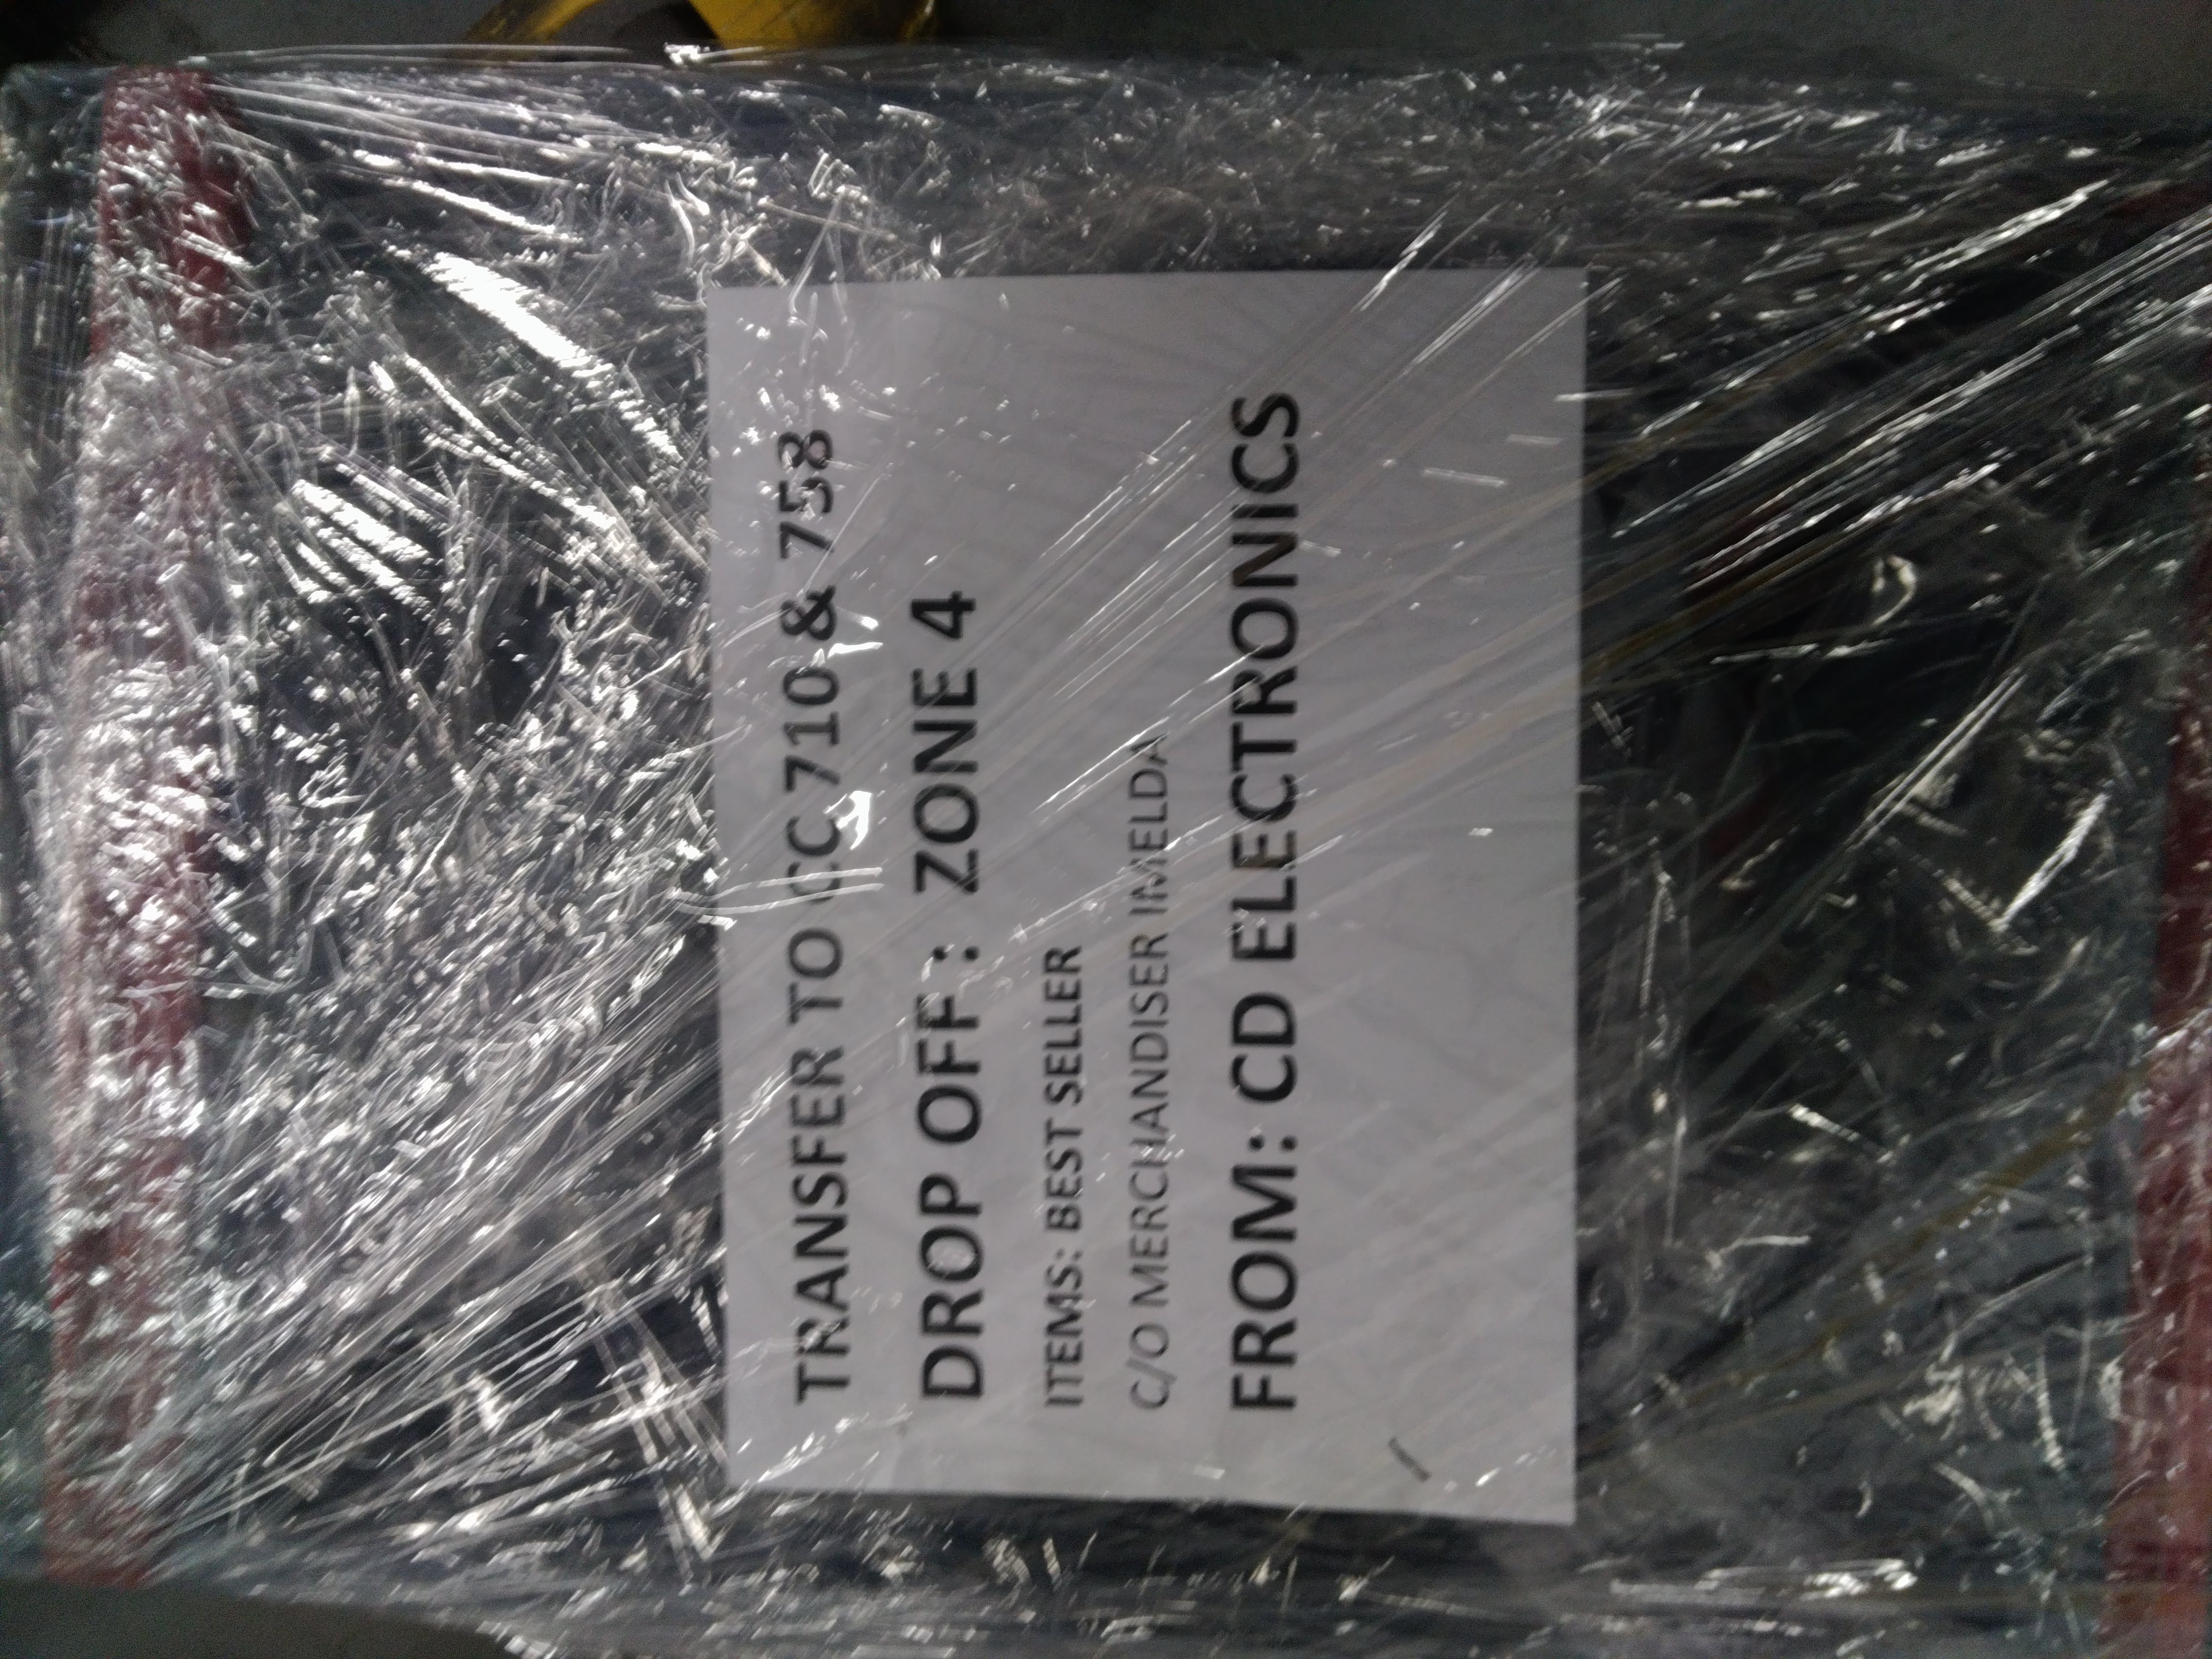 TRANSFER TO CC 710 & 758
DROP OFF : ZONE 4
ITEMS: BEST SELLER
C/O MERCHANDISER IMELDA
FROM: CD ELECTRONICS